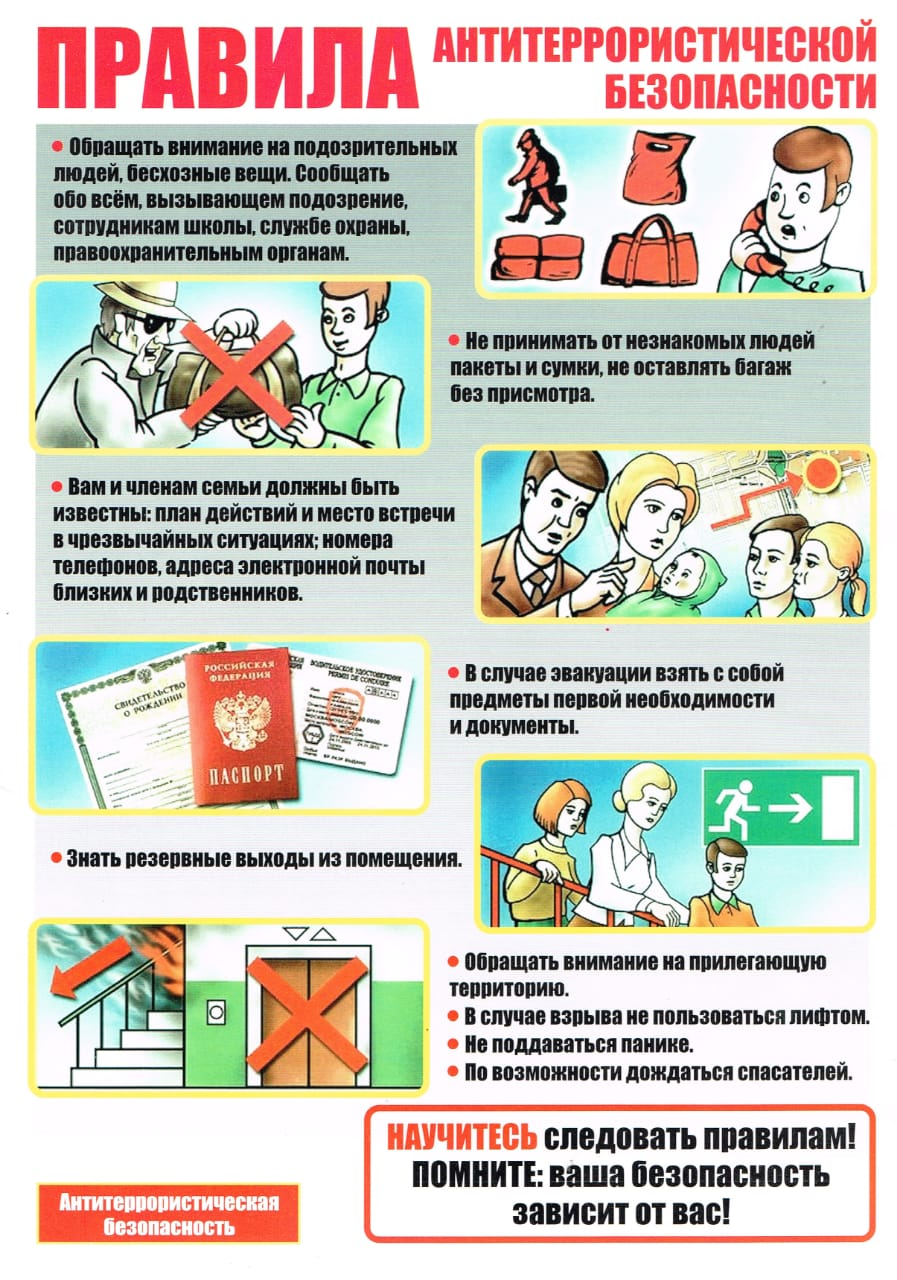 ПРАВИЛА
АНТИТЕРРОРИСТИЧЕСКОЙ
БЕЗОПАСНОСТИ
• Обращать внимание на подозрительных
людей, бесхозные вещи. Сообщать
обо всём, вызывающем подозрение,
сотрудникам школы, службе охраны,
правоохранительным органам.
• Не принимать от незнакомых людей
пакеты и сумки, не оставлять багаж
без присмотра.
• Вам и членам семьи должны быть
известны: план действий и место встречи
в чрезвычайных ситуациях; номера
телефонов, адреса электронной почты
близких и родственников.
СВИДЕТЕЛЬСТВО
О РОЖДЕНИИ
РОССИЙСКАЯ
ФЕДЕРАЦИЯ
ПАСПОРТ
ВОДИТЕЛЬСКОЕ УДОСТОВЕРЕНИЕ
PERMIS DE CONDUIRE
• В случае эвакуации взять с собой
предметы первой необходимости
и документы.
• Знать резервные выходы из помещения.
• Обращать внимание на прилегающую
территорию.
• В случае взрыва не пользоваться лифтом.
• Не поддаваться панике.
• По возможности дождаться спасателей.
НАУЧИТЕСЬ следовать правилам!
ПОМНИТЕ: ваша безопасность
зависит от вас!
Антитеррористическая
безопасность